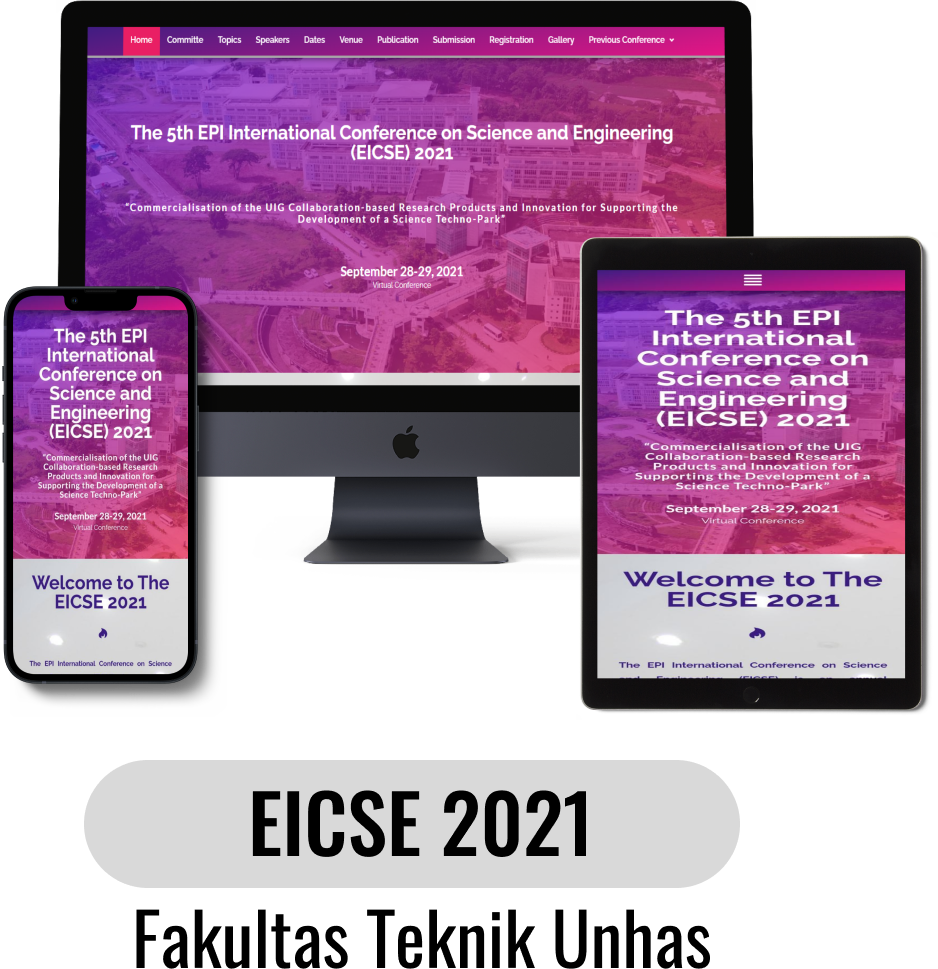 Home Committe Topics Speakers Dates Venue Publication Submission Registration Gallery Previous Conference
The 5th EPI International Conference on Science and Engineering
(EICSE) 2021
"Commercialisation of the UIG Collaboration-based Research Products and Innovation for Supporting the
Development of a Science Techno-Park"
September 28-29, 2021
Virtual Conference
The 5th EPI
International
Conference on
Science and
Engineering
(EICSE) 2021
"Commercialisation of the UIG
Collaboration-based Research
Products and Innovation for
Supporting the Development of a
Science Techno-Park"
September 28-29, 2021
Virtual Conference
Welcome to The
EICSE 2021
The EPI International Conference on Science
The 5th EPI
International
Conference on
Science and
Engineering
(EICSE) 2021
"Commercialisation of the UIG
Collaboration-based Research
Products and Innovation for
Supporting the Development of a
Science Techno-Park"
September 28-29, 2021
Virtual Conference
Welcome to The
EICSE 2021
The EPI International Conference on Science
and Engineering (EICSE) is an annual
EICSE 2021
Fakultas Teknik Unhas